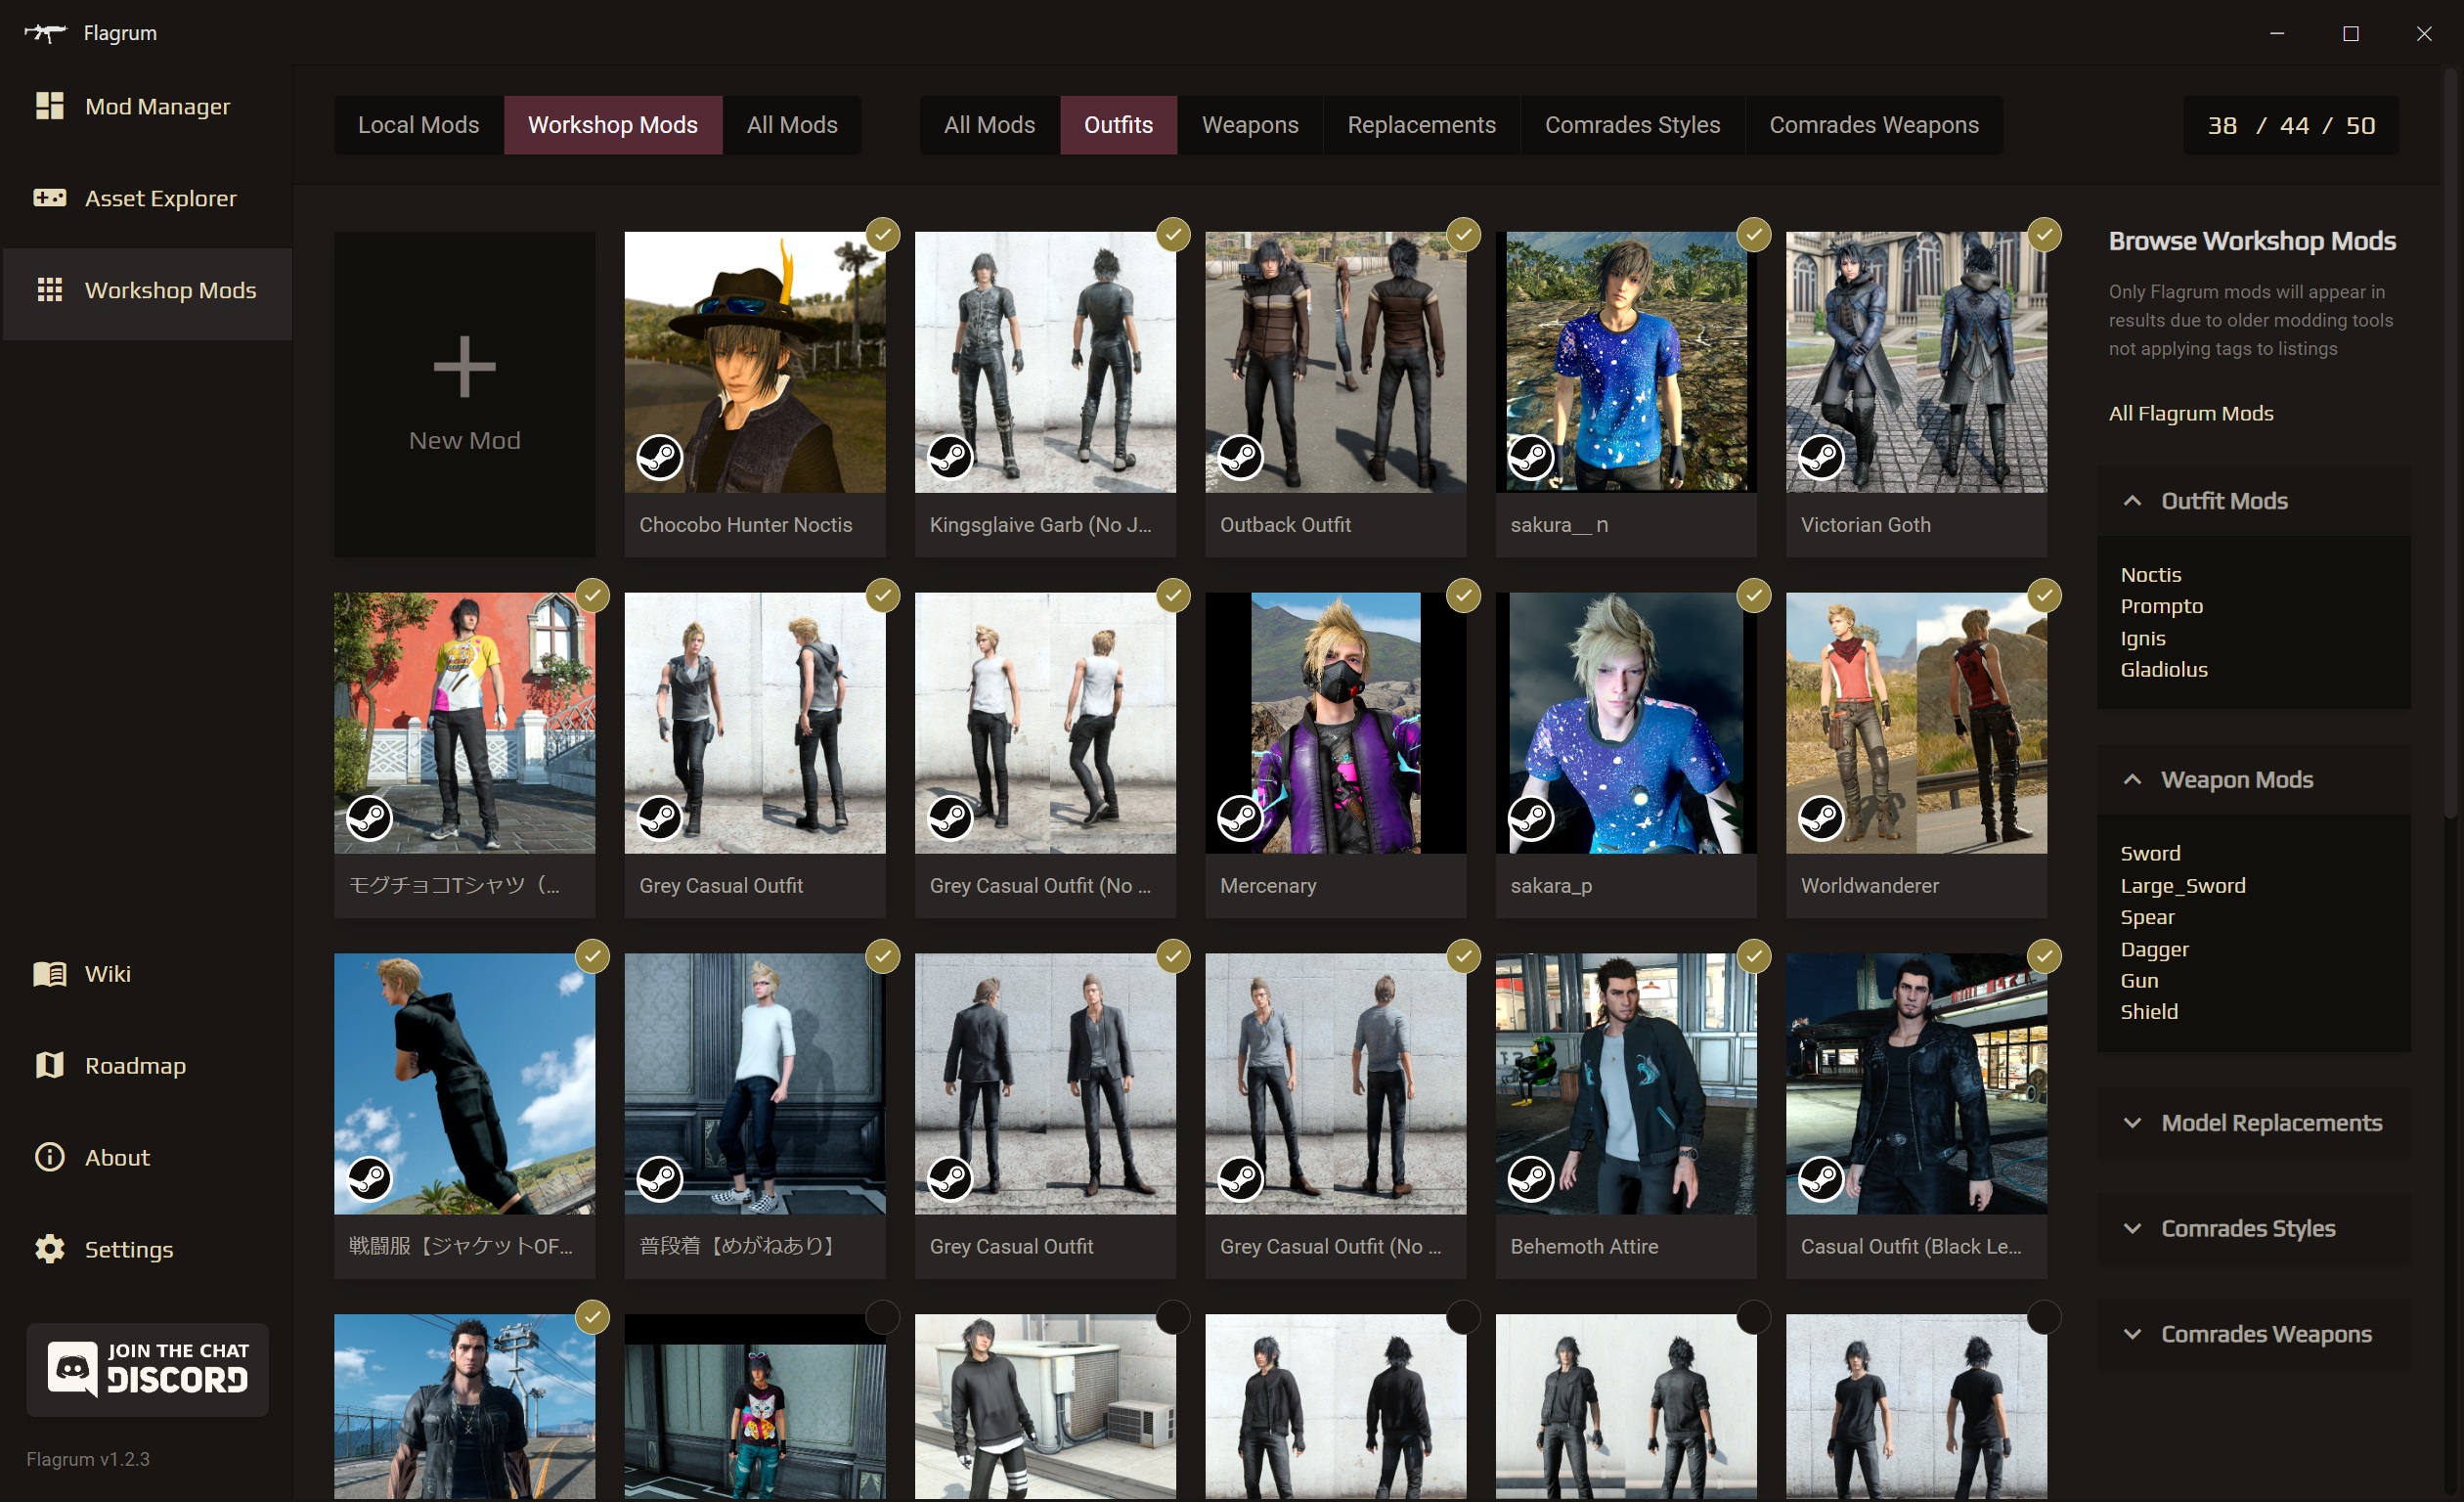 Flagrum
Mod Manager
Asset Explorer
Workshop Mods
Wiki
Roadmap
About
Settings
JOIN THE CHAT
DISCORD
Flagrum v1.2.3
Local Mods
Workshop Mods
All Mods
All Mods
Outfits
Weapons
Replacements
Comrades Styles
Comrades Weapons
38 / 44 / 50
New Mod
Chocobo Hunter Noctis
Kingsglaive Garb (No J...
Outback Outfit
sakura__n
Victorian Goth
モグチョコTシャツ（...
Grey Casual Outfit
Grey Casual Outfit (No ...
Mercenary
sakara_p
Worldwanderer
戦闘服【ジャケットOF...
普段着【めがねあり】
Grey Casual Outfit
Grey Casual Outfit (No ...
Behemoth Attire
Casual Outfit (Black Le...
Browse Workshop Mods
Only Flagrum mods will appear in
results due to older modding tools
not applying tags to listings
All Flagrum Mods
Outfit Mods
Noctis
Prompto
Ignis
Gladiolus
Weapon Mods
Sword
Large_Sword
Spear
Dagger
Gun
Shield
Model Replacements
Comrades Styles
Comrades Weapons